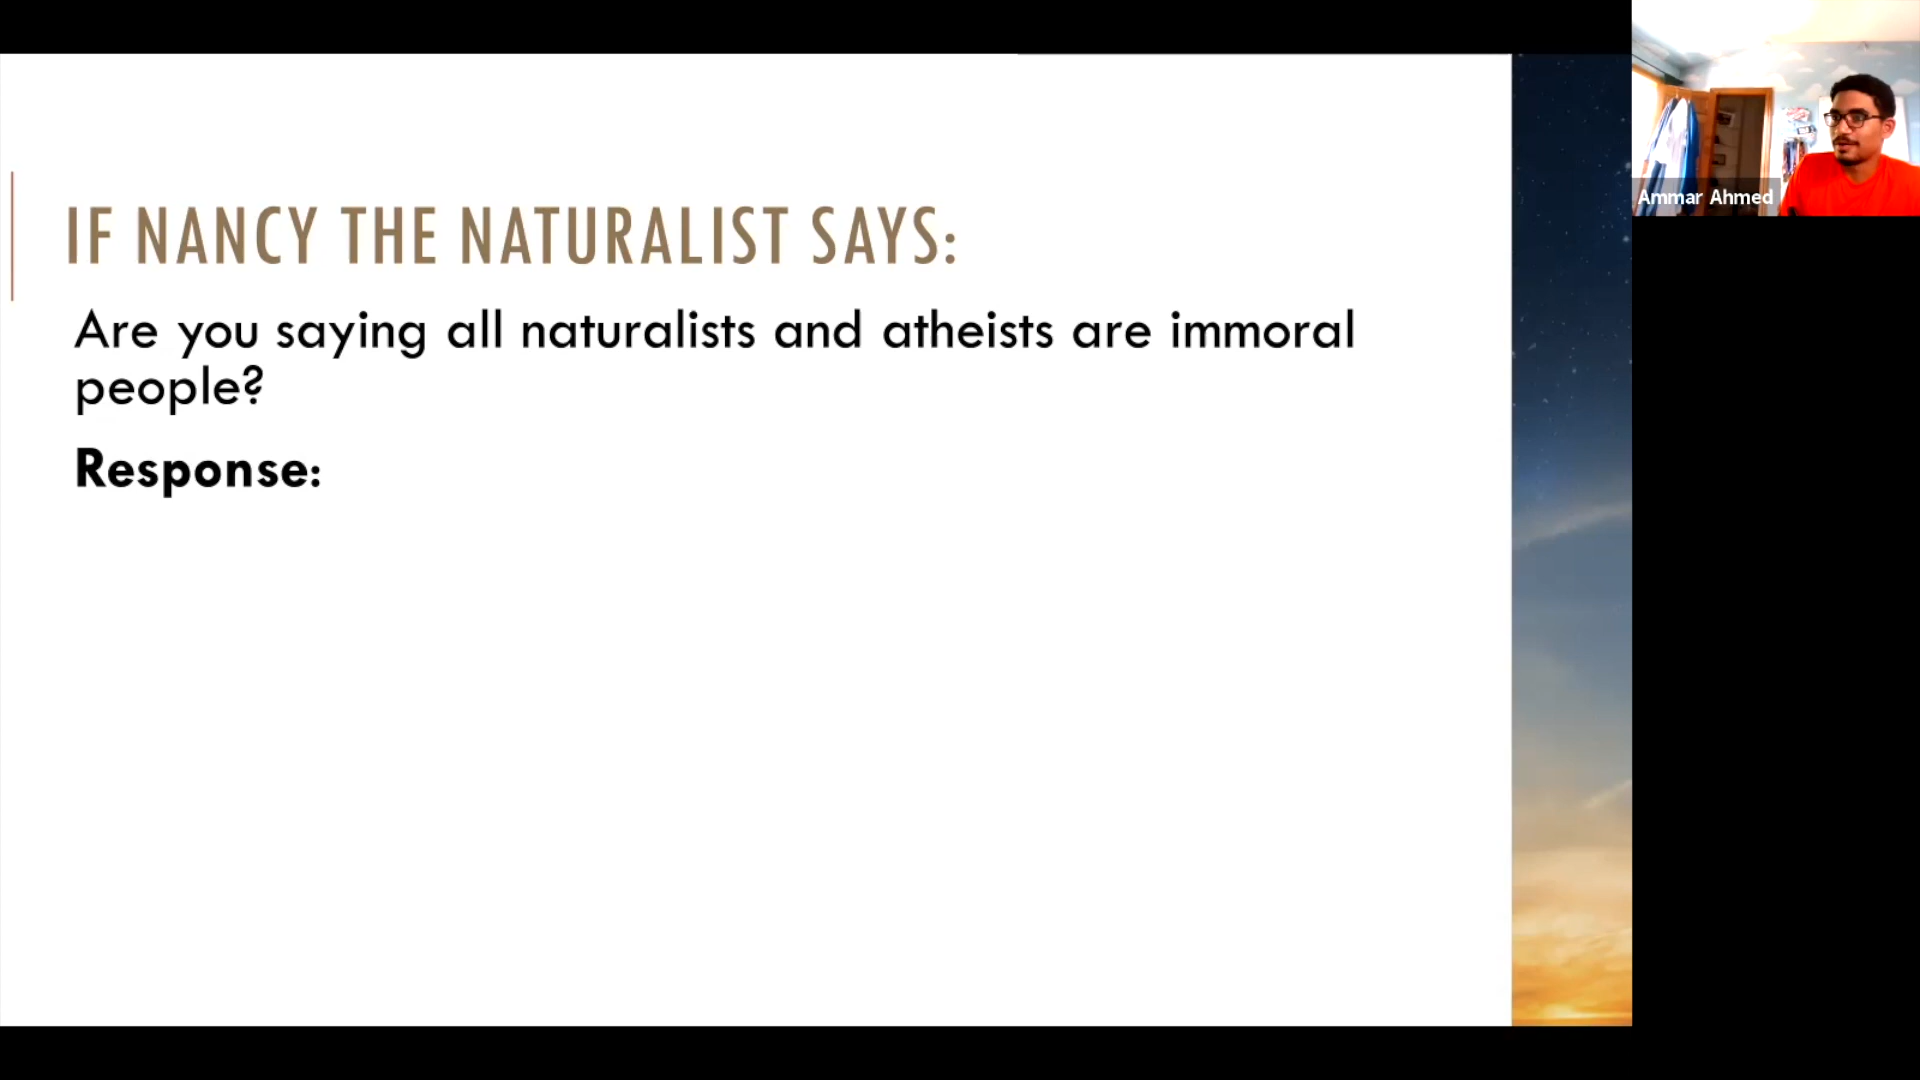 IF NANCY THE NATURALIST SAYS:
Are you saying all naturalists and atheists are immoral
people?
Response:
Ammar Ahmed